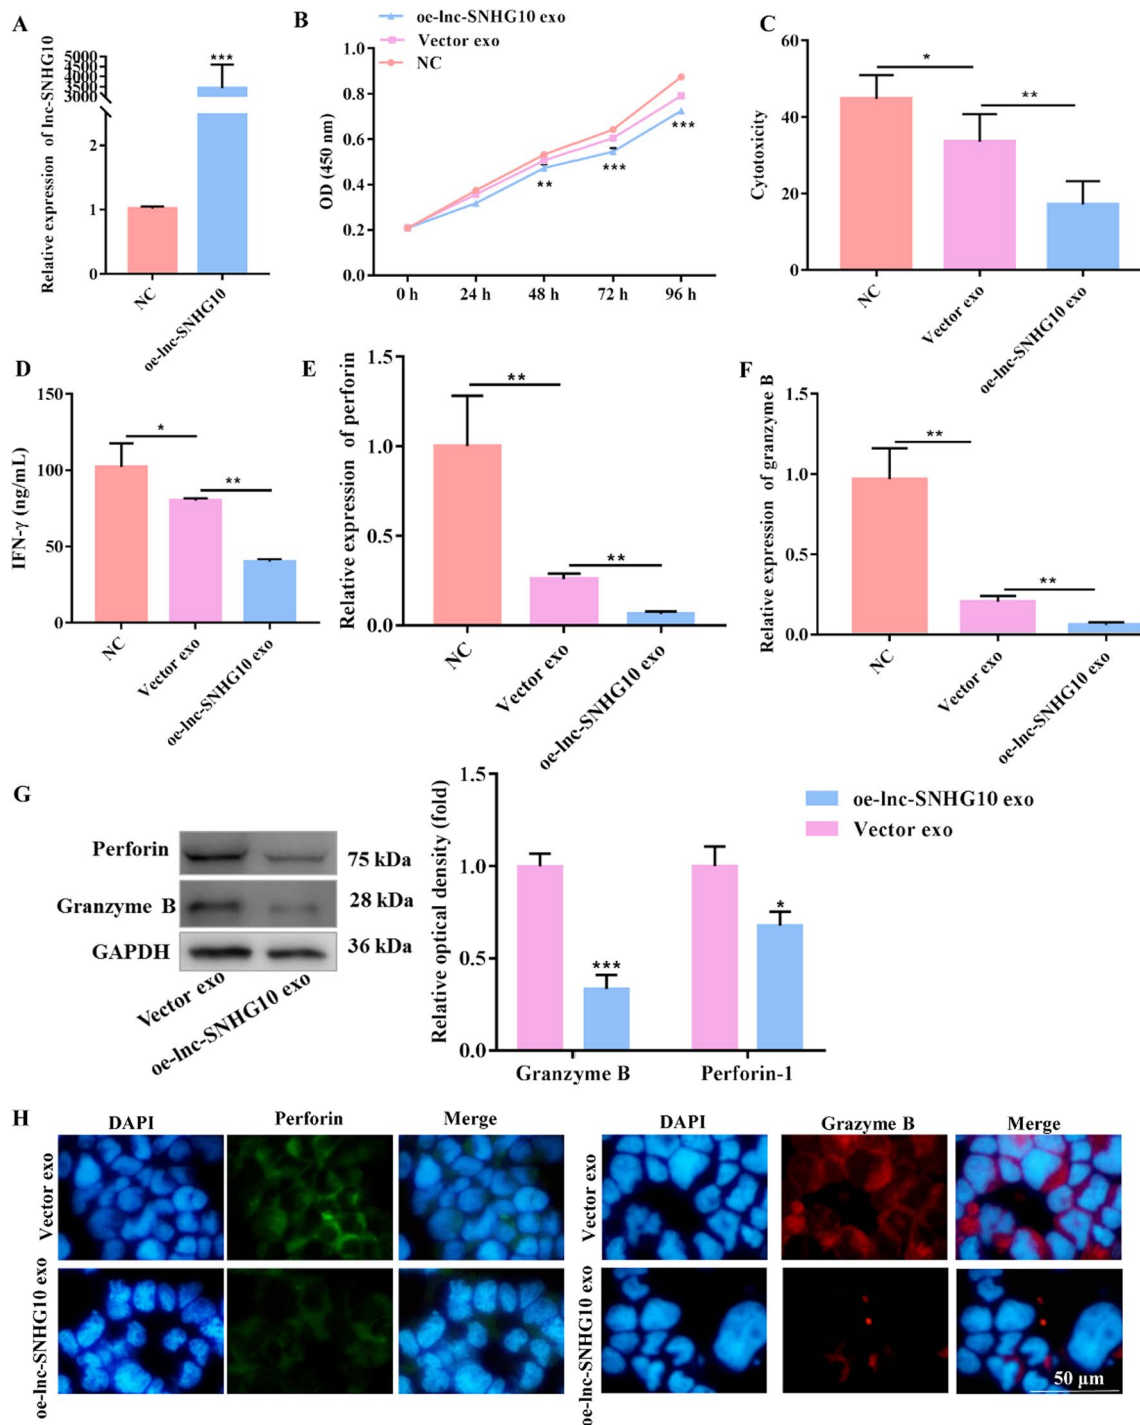 A
Relative expression of lnc-SNHG10
5000
4500
4000
3500
3000
2
1
0
***
NC
oe-lnc-SNHG10
B
oe-lnc-SNHG10 exo
Vector exo
NC
OD (450 nm)
1.0
0.8
0.6
0.4
0.2
0.0
**
***
***
0 h
24 h
48 h
72 h
96 h
C
Cytotoxicity
60
40
20
0
*
**
NC
Vector exo
oe-lnc-SNHG10 exo
D
IFN-γ (ng/mL)
150
100
50
0
*
**
NC
Vector exo
oe-lnc-SNHG10 exo
E
Relative expression of perforin
1.5
1.0
0.5
0.0
**
**
NC
Vector exo
oe-lnc-SNHG10 exo
F
Relative expression of granzyme B
1.5
1.0
0.5
0.0
**
**
NC
Vector exo
oe-lnc-SNHG10 exo
G
Perforin
75 kDa
Granzyme B
28 kDa
GAPDH
36 kDa
Vector exo
oe-lnc-SNHG10 exo
Relative optical density (fold)
1.5
1.0
0.5
0.0
***
*
Granzyme B
Perforin-1
oe-lnc-SNHG10 exo
Vector exo
H
DAPI
Perforin
Merge
DAPI
Grazyme B
Merge
Vector exo
oe-lnc-SNHG10 exo
Vector exo
oe-lnc-SNHG10 exo
50 μm